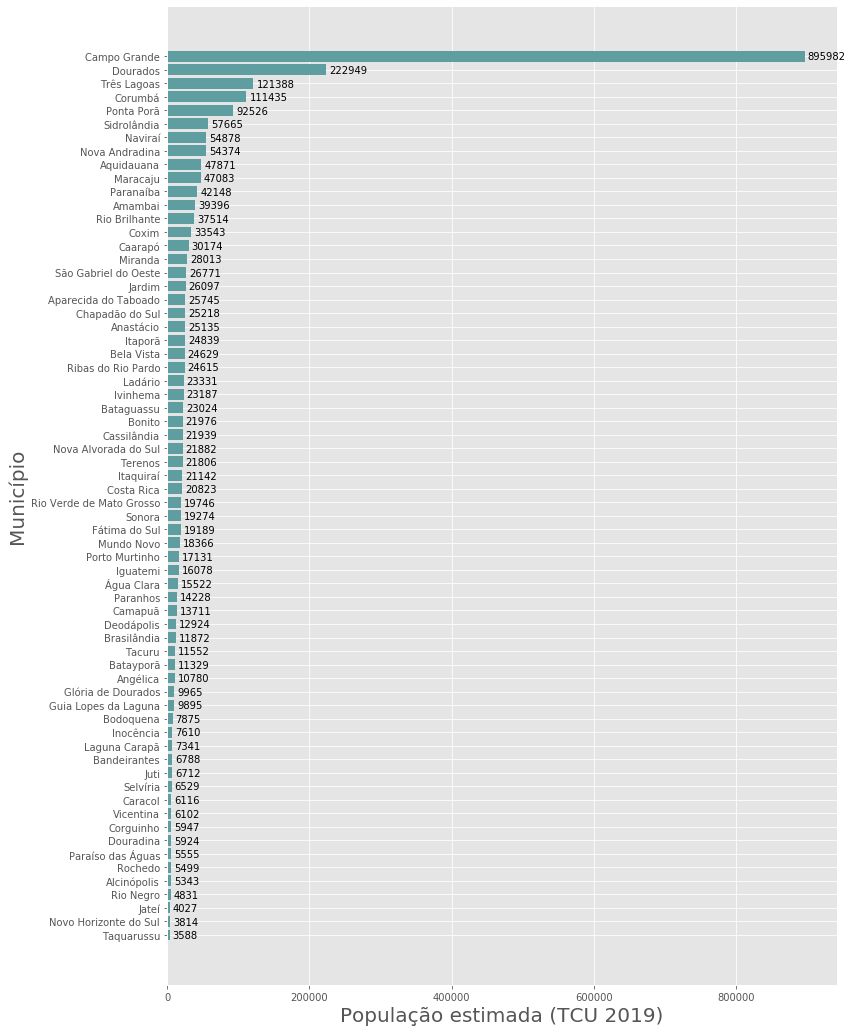 Município
Campo Grande 895982
Dourados 222949
Três Lagoas 121388
Corumbá 111435
Ponta Porã 92526
Sidrolândia 57665
Naviraí 54878
Nova Andradina 54374
Aquidauana 47871
Maracaju 47083
Paranaíba 42148
Amambai 39396
Rio Brilhante 37514
Coxim 33543
Caarapó 30174
Miranda 28013
São Gabriel do Oeste 26771
Jardim 26097
Aparecida do Taboado 25745
Chapadão do Sul 25218
Anastácio 25135
Itaporã 24839
Bela Vista 24629
Ribas do Rio Pardo 24615
Ladário 23331
Ivinhema 23187
Bataguassu 23024
Bonito 21976
Cassilândia 21939
Nova Alvorada do Sul 21882
Terenos 21806
Itaquiraí 21142
Costa Rica 20823
Rio Verde de Mato Grosso 19746
Sonora 19274
Fátima do Sul 19189
Mundo Novo 18366
Porto Murtinho 17131
Iguatemi 16078
Água Clara 15522
Paranhos 14228
Camapuã 13711
Deodápolis 12924
Brasilândia 11872
Tacuru 11552
Batayporã 11329
Angélica 10780
Glória de Dourados 9965
Guia Lopes da Laguna 9895
Bodoquena 7875
Inocência 7610
Laguna Carapã 7341
Bandeirantes 6788
Juti 6712
Selvíria 6529
Caracol 6116
Vicentina 6102
Corguinho 5947
Douradina 5924
Paraíso das Águas 5555
Rochedo 5499
Alcinópolis 5343
Rio Negro 4831
Jateí 4027
Novo Horizonte do Sul 3814
Taquarussu 3588
0 200000 400000 600000 800000
População estimada (TCU 2019)